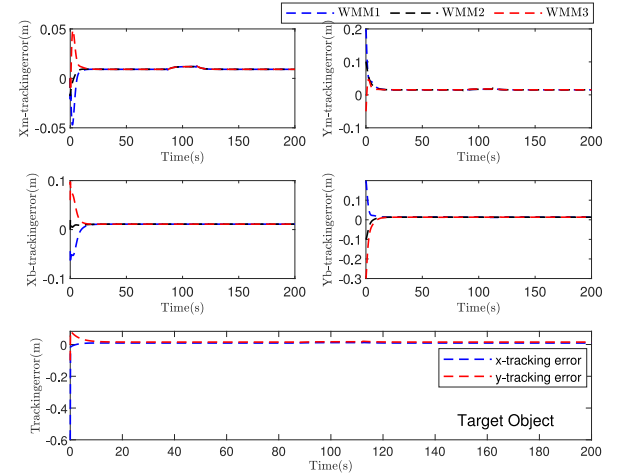 WMM1 WMM2 WMM3
0.05
0
-0.05
Xm-trackingerror(m)
0 50 100 150 200
Time(s)
0.2
0.1
0
-0.1
Ym-trackingerror(m)
0 50 100 150 200
Time(s)
0.1
0
-0.1
Xb-trackingerror(m)
0 50 100 150 200
Time(s)
0.2
0.1
0
-0.1
-0.2
-0.3
Yb-trackingerror(m)
0 50 100 150 200
Time(s)
0
-0.2
-0.4
-0.6
Trackingerror(m)
x-tracking error
y-tracking error
Target Object
0 20 40 60 80 100 120 140 160 180 200
Time(s)